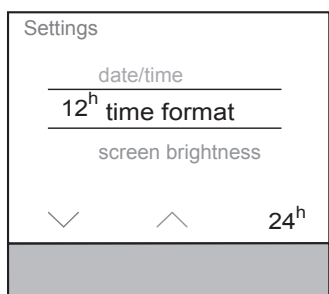 Settings
date/time
12h time format
screen brightness
24h